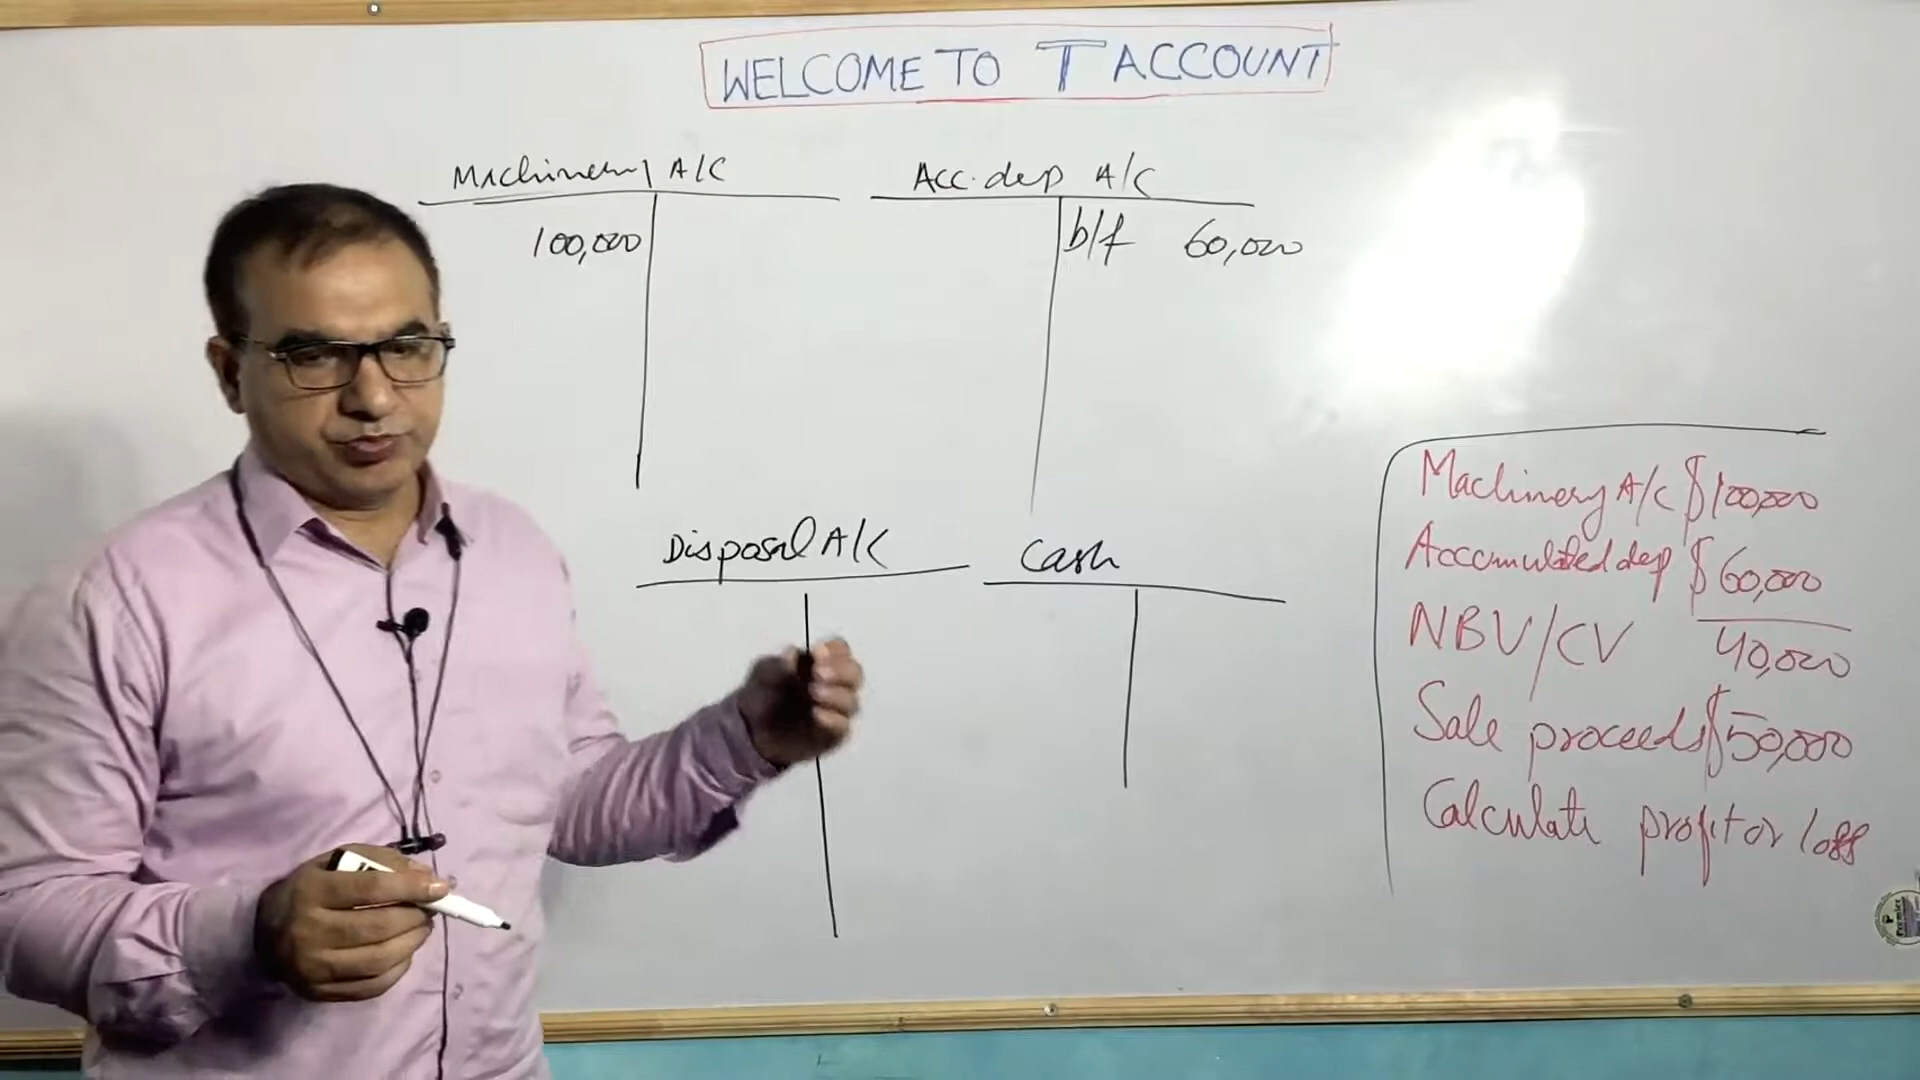 WELCOME TO T ACCOUNT
Machinery A/C
100,000
Acc. dep A/C
b/f 60,000
Disposal A/C
Cash
Machinery A/C $100,000
Accumulated dep $60,000
NBV/CV 40,000
Sale proceeds $50,000
Calculate profit or loss
Premier